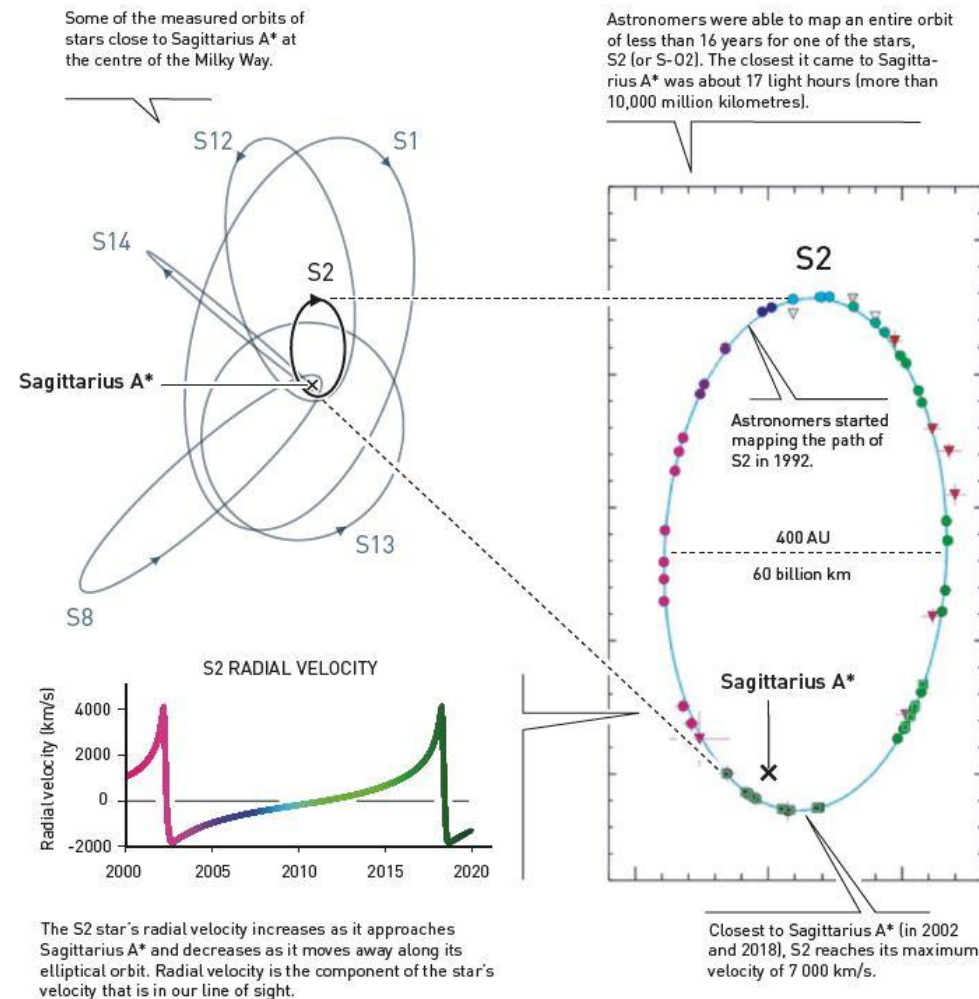 Some of the measured orbits of
stars close to Sagittarius A* at
the centre of the Milky Way.
Astronomers were able to map an entire orbit
of less than 16 years for one of the stars,
S2 (or S-O2). The closest it came to Sagitta-
rius A* was about 17 light hours (more than
10,000 million kilometres).
S12
S1
S14
S2
Sagittarius A*
S13
S8
S2
Astronomers started
mapping the path of
S2 in 1992.
400 AU
60 billion km
Sagittarius A*
S2 RADIAL VELOCITY
Radial velocity (km/s)
4000
2000
0
-2000
2000
2005
2010
2015
2020
The S2 star's radial velocity increases as it approaches
Sagittarius A* and decreases as it moves away along its
elliptical orbit. Radial velocity is the component of the star's
velocity that is in our line of sight.
Closest to Sagittarius A* (in 2002
and 2018), S2 reaches its maximum
velocity of 7 000 km/s.